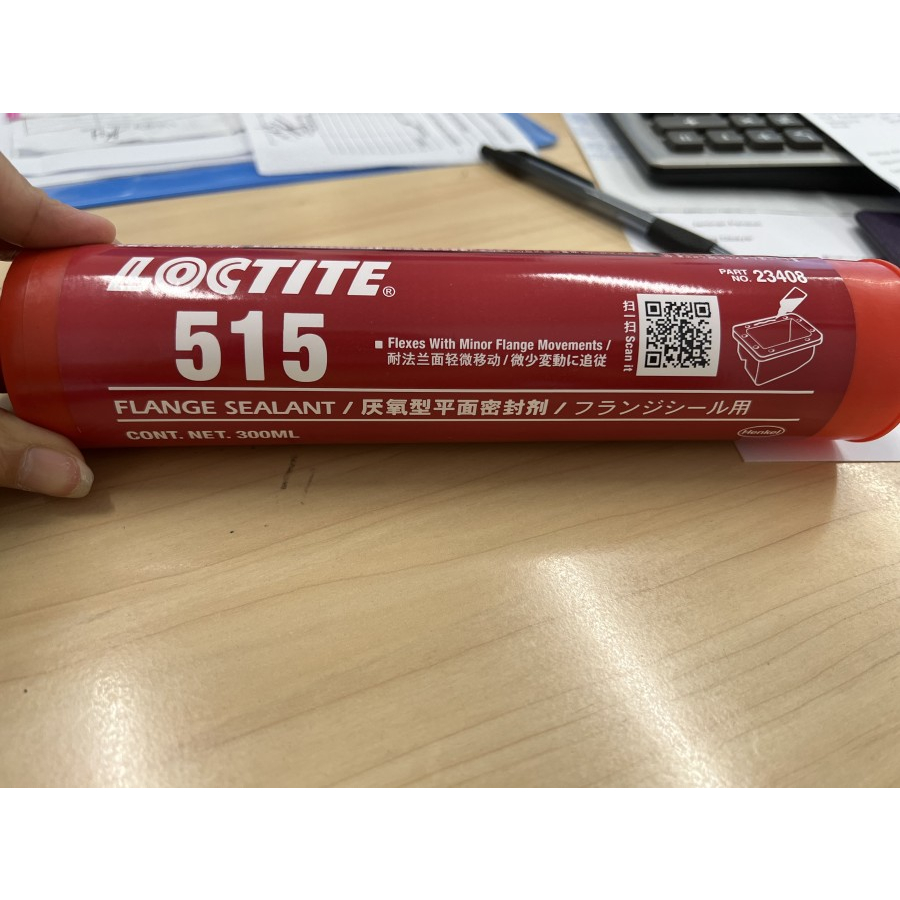 LOCTITE®
515
■ Flexes With Minor Flange Movements /
耐法兰面轻微移动 / 微少変動に追従
扫一扫 Scan it
PART
NO. 23408
FLANGE SEALANT / 厌氧型平面密封剂 / フランジシール用
CONT. NET. 300ML
Henkel